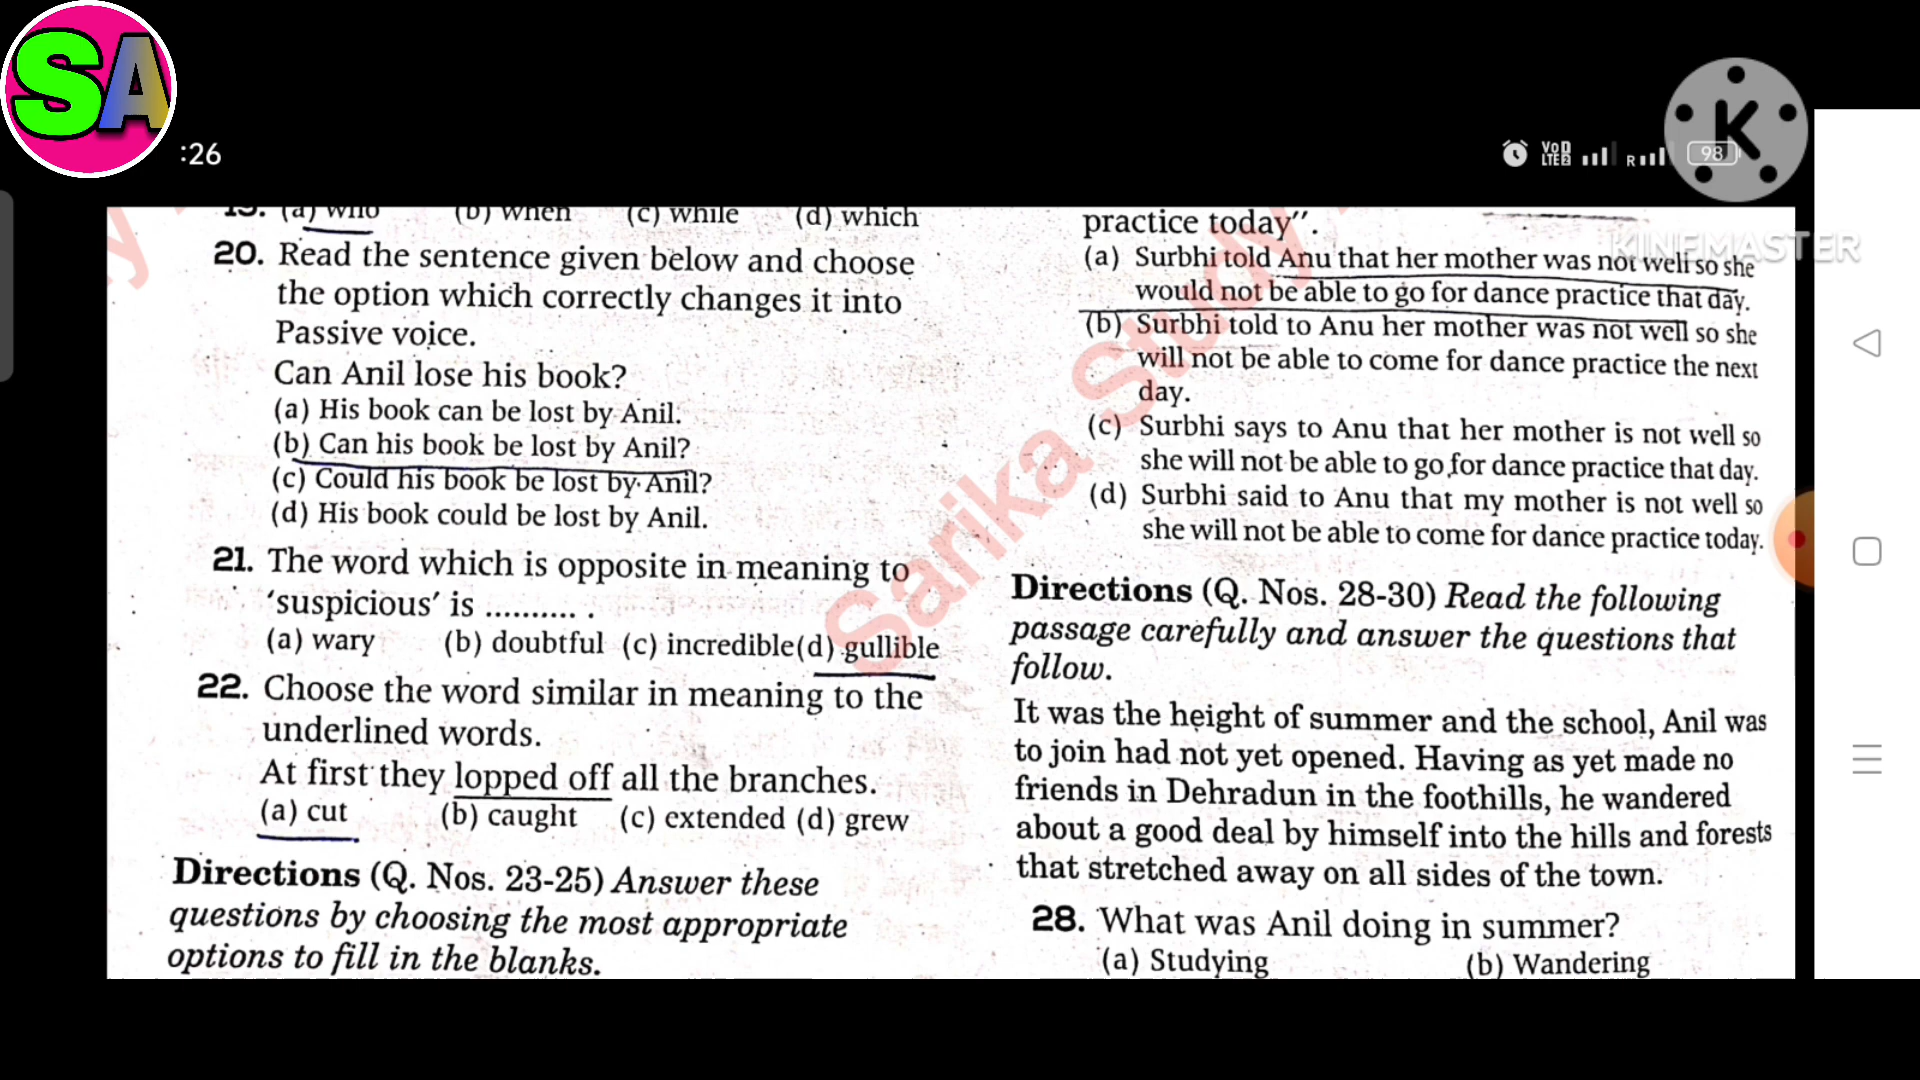 SA
:26
VoD
LTE 2
R
98
K
KINEMASTER
19. (a) who (b) when (c) while (d) which
20. Read the sentence given below and choose
the option which correctly changes it into
Passive voice.
Can Anil lose his book?
(a) His book can be lost by Anil.
(b) Can his book be lost by Anil?
(c) Could his book be lost by Anil?
(d) His book could be lost by Anil.
21. The word which is opposite in meaning to
‘suspicious’ is .......... .
(a) wary (b) doubtful (c) incredible (d) gullible
22. Choose the word similar in meaning to the
underlined words.
At first they lopped off all the branches.
(a) cut (b) caught (c) extended (d) grew
Directions (Q. Nos. 23-25) Answer these
questions by choosing the most appropriate
options to fill in the blanks.
practice today”.
(a) Surbhi told Anu that her mother was not well so she
would not be able to go for dance practice that day.
(b) Surbhi told to Anu her mother was not well so she
will not be able to come for dance practice the next
day.
(c) Surbhi says to Anu that her mother is not well so
she will not be able to go for dance practice that day.
(d) Surbhi said to Anu that my mother is not well so
she will not be able to come for dance practice today.
Directions (Q. Nos. 28-30) Read the following
passage carefully and answer the questions that
follow.
It was the height of summer and the school, Anil was
to join had not yet opened. Having as yet made no
friends in Dehradun in the foothills, he wandered
about a good deal by himself into the hills and forests
that stretched away on all sides of the town.
28. What was Anil doing in summer?
(a) Studying (b) Wandering
Sarika Study